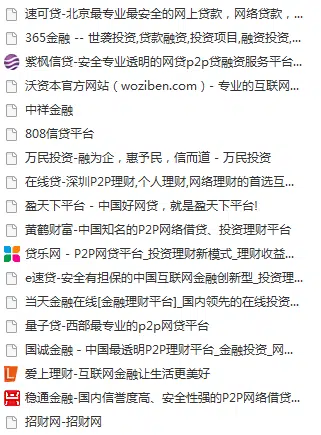 速可贷-北京最专业最安全的网上贷款，网络贷款，...
365金融 -- 世装投资,贷款融资,投资项目,融资投资,...
紫枫信贷-安全专业透明的网贷p2p贷融资服务平台...
沃资本官方网站（woziben.com）- 专业的互联网...
中祥金融
808信贷平台
万民投资-融为企，惠予民，信而道 - 万民投资
在线贷-深圳P2P理财,个人理财,网络理财的首选互...
盈天下平台 - 中国好网贷，就是盈天下平台!
黄鹤财富-中国知名的P2P网络借贷、投资理财平台
贷乐网 - P2P网贷平台_投资理财新模式_理财收益...
e速贷-安全有担保的中国互联网金融创新型_投资理...
当天金融在线[金融理财平台]_国内领先的在线投资...
量子贷-西部最专业的p2p网贷平台
国诚金融 - 中国最透明P2P理财平台_金融投资_网...
爱上理财-互联网金融让生活更美好
稳通金融-国内信誉度高、安全性强的P2P网络借贷...
招财网-招财网